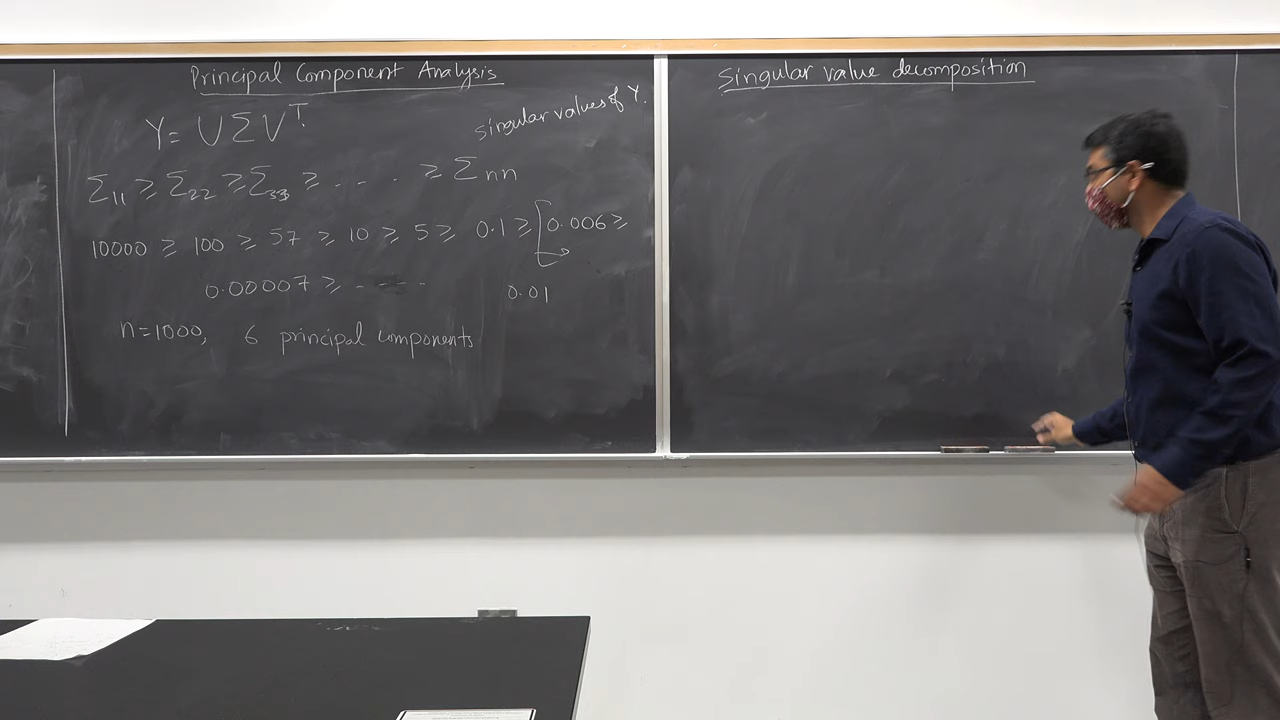 Principal Component Analysis
Y = U Σ V^T.
singular values of Y.
Σ₁₁ ≥ Σ₂₂ ≥ Σ₃₃ ≥ - - - . ≥ Σnn
10000 ≥ 100 ≥ 57 ≥ 10 ≥ 5 ≥ 0.1 ≥ [0.006 ≥
0.00007 ≥ - - - .
0.01
n=1000, 6 principal components
Singular value decomposition